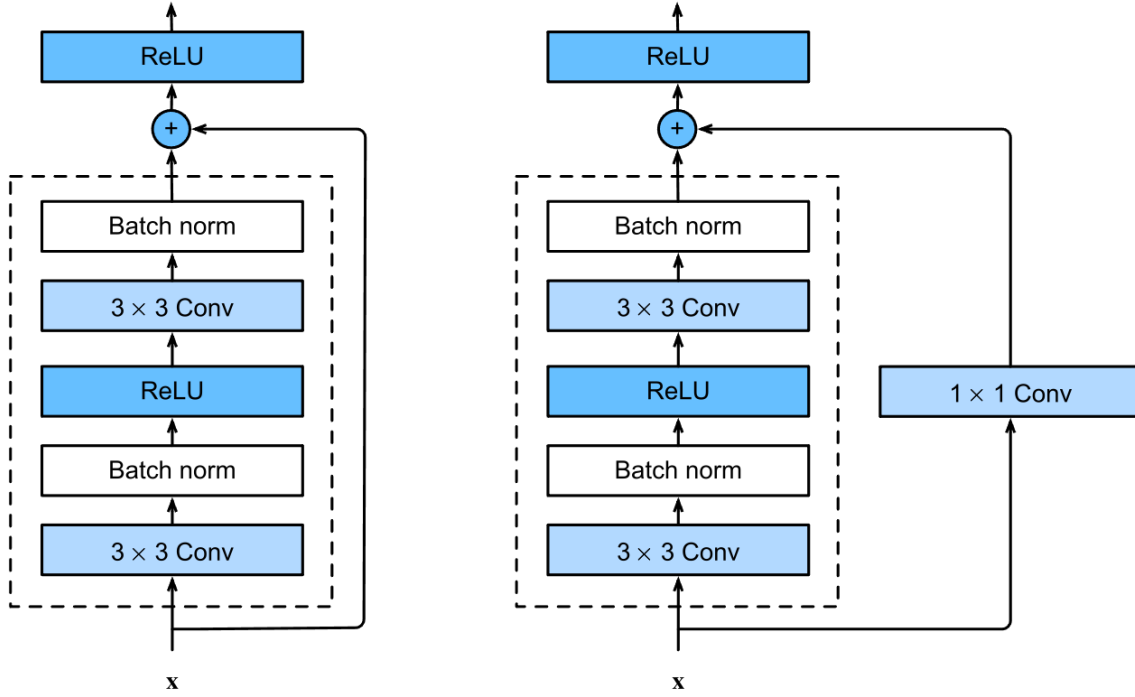 ReLU
+
Batch norm
3 × 3 Conv
ReLU
Batch norm
3 × 3 Conv
x
ReLU
+
Batch norm
3 × 3 Conv
ReLU
Batch norm
3 × 3 Conv
x
1 × 1 Conv